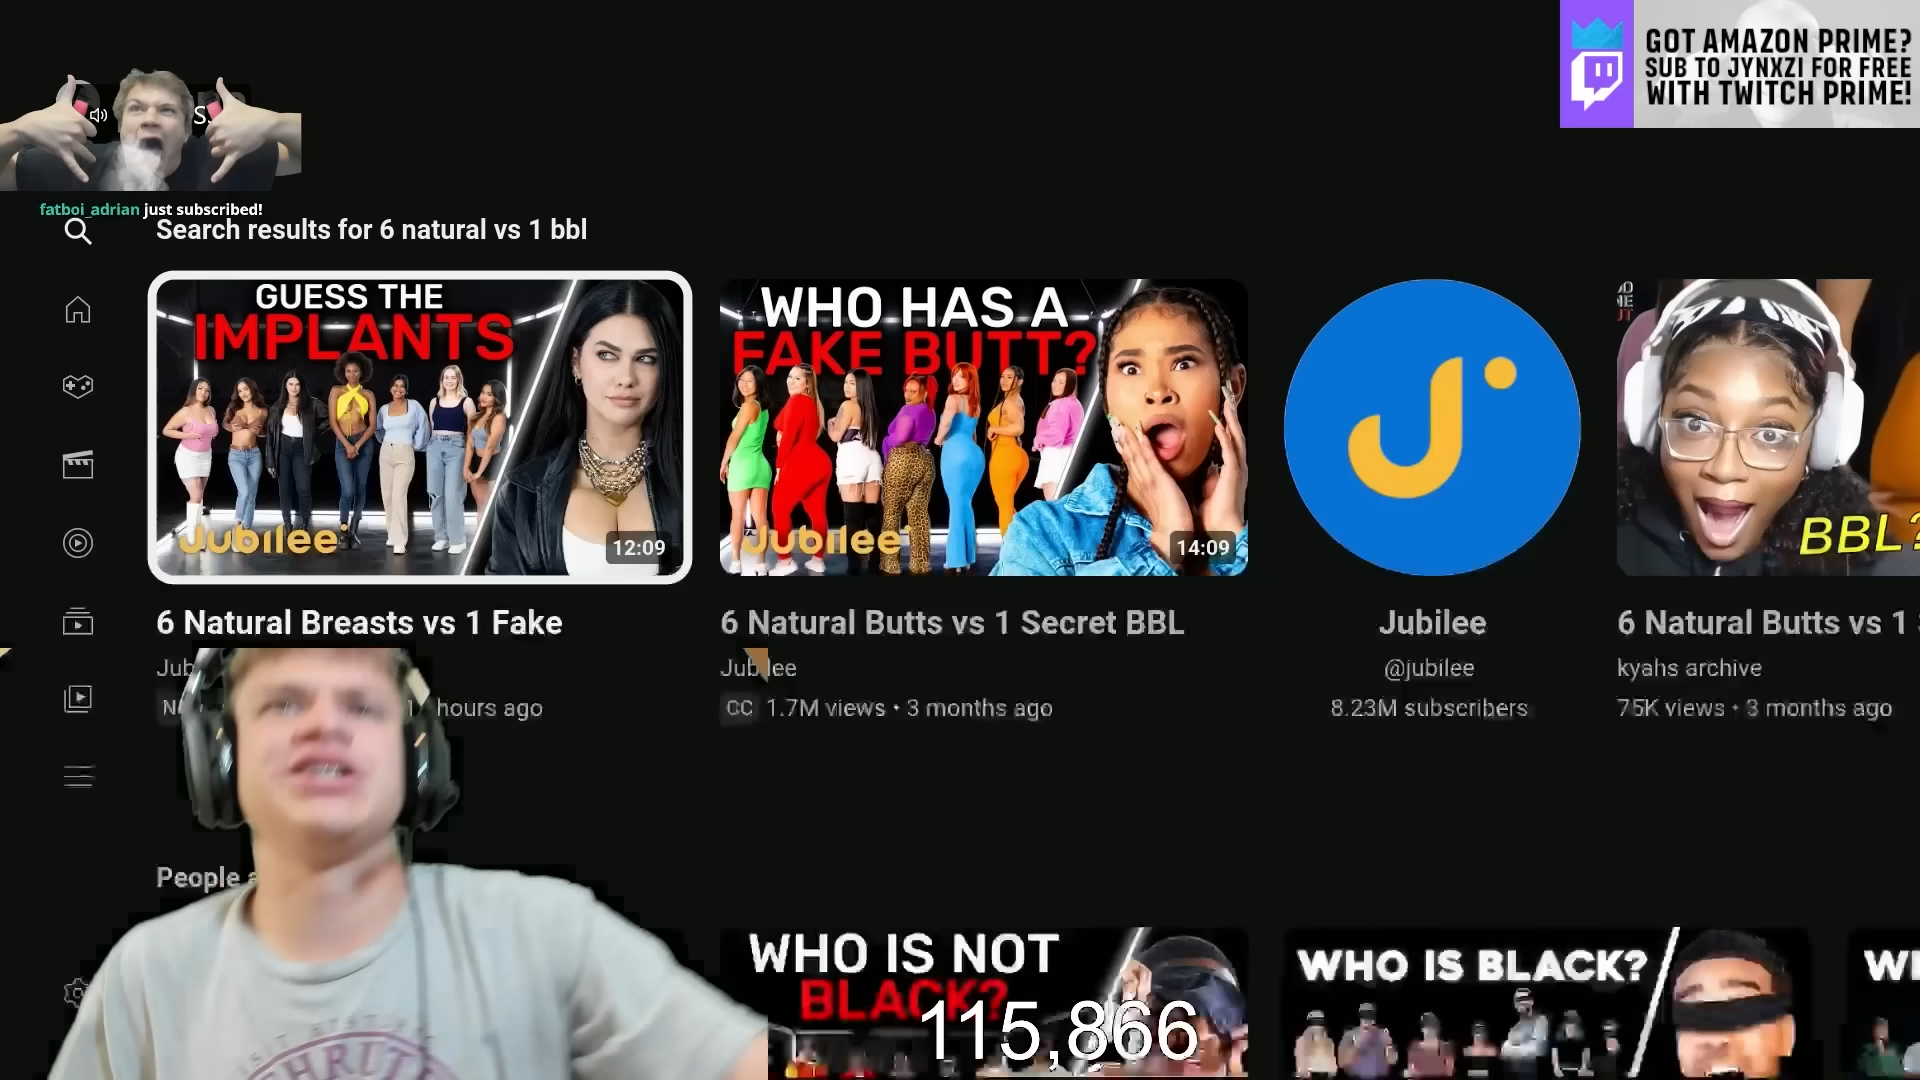 GOT AMAZON PRIME?
SUB TO JYNXZI FOR FREE
WITH TWITCH PRIME!
fatboi_adrian just subscribed!
Search results for 6 natural vs 1 bbl
GUESS THE
IMPLANTS
Jubilee
12:09
WHO HAS A
FAKE BUTT?
Jubilee
14:09
BBL?
6 Natural Breasts vs 1 Fake
6 Natural Butts vs 1 Secret BBL
Jubilee
6 Natural Butts vs 1
Jubilee
@jubilee
kyahs archive
hours ago
CC 1.7M views • 3 months ago
8.23M subscribers
75K views • 3 months ago
People
WHO IS NOT
BLACK?
WHO IS BLACK?
115,866